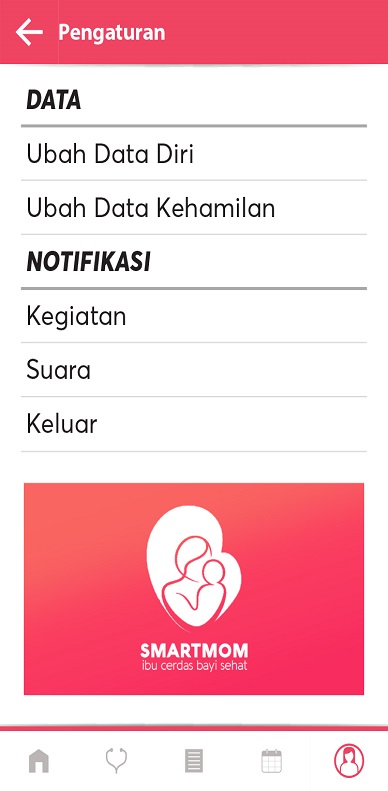 Pengaturan
DATA
Ubah Data Diri
Ubah Data Kehamilan
NOTIFIKASI
Kegiatan
Suara
Keluar
SMARTMOM
ibu cerdas bayi sehat